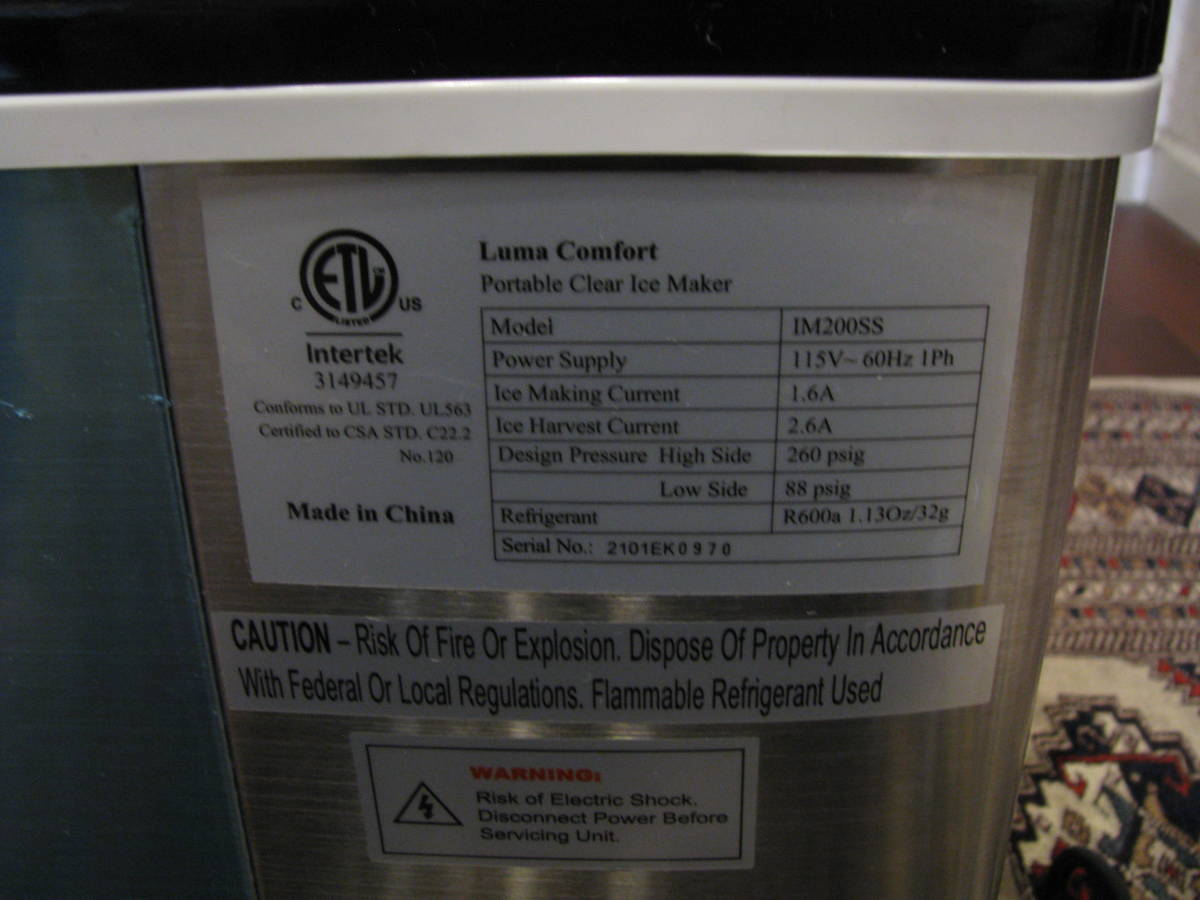 C ETL US
LISTED
Intertek
3149457
Conforms to UL STD. UL563
Certified to CSA STD. C22.2
No.120
Made in China
Luma Comfort
Portable Clear Ice Maker
Model IM200SS
Power Supply 115V~ 60Hz 1Ph
Ice Making Current 1.6A
Ice Harvest Current 2.6A
Design Pressure High Side 260 psig
Low Side 88 psig
Refrigerant R600a 1.13Oz/32g
Serial No.: 2101EK0970
CAUTION – Risk Of Fire Or Explosion. Dispose Of Property In Accordance
With Federal Or Local Regulations. Flammable Refrigerant Used
WARNING:
Risk of Electric Shock.
Disconnect Power Before
Servicing Unit.